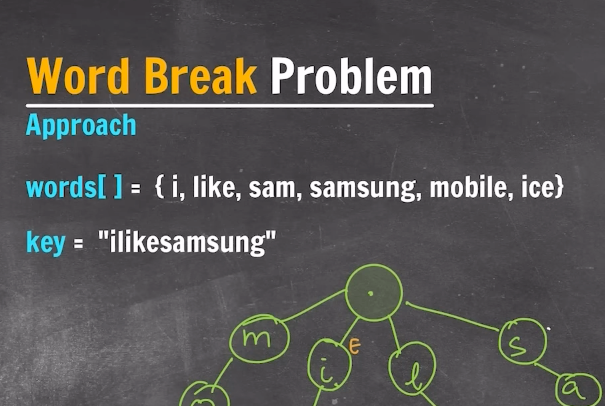 Word Break Problem
Approach
words[ ] = { i, like, sam, samsung, mobile, ice}
key = "ilikesamsung"
m
i
E
l
s
a